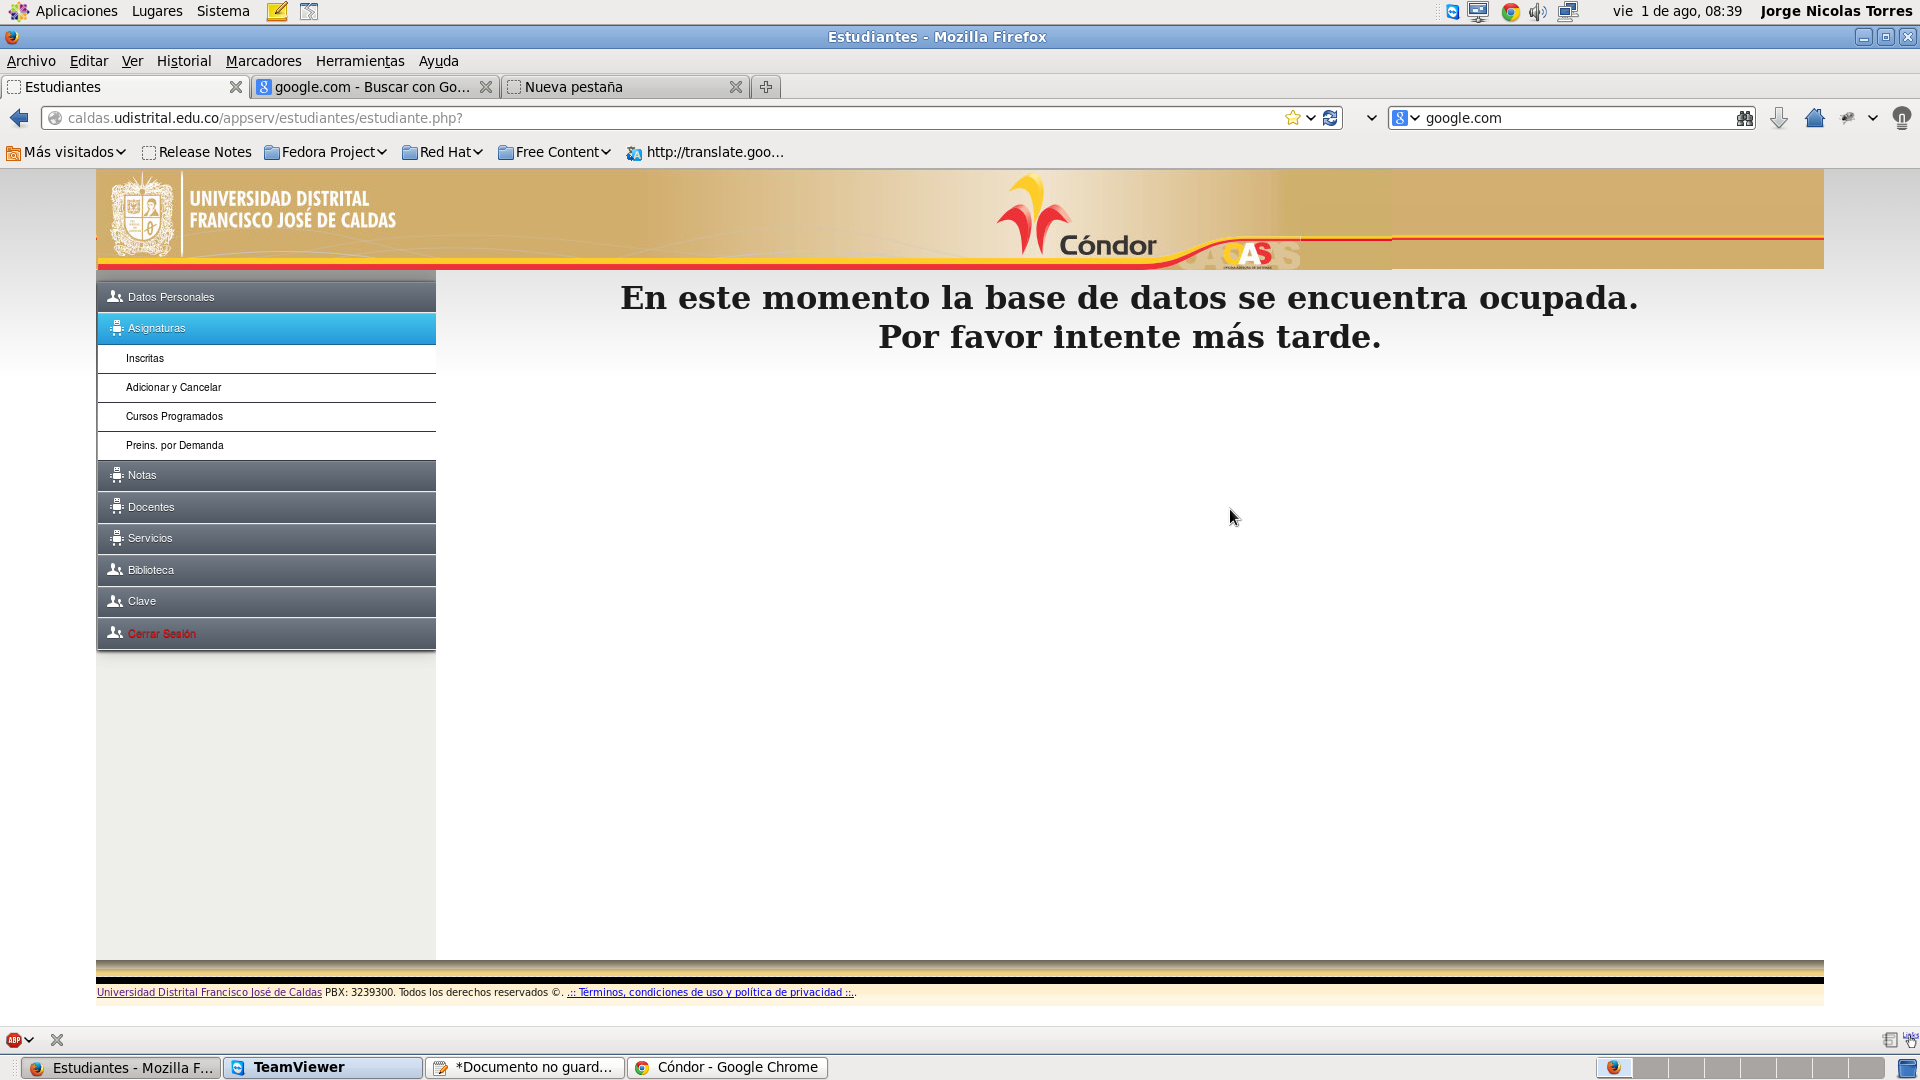 Aplicaciones Lugares Sistema vie 1 de ago, 08:39 Jorge Nicolas Torres
Estudiantes - Mozilla Firefox
Archivo Editar Ver Historial Marcadores Herramientas Ayuda
Estudiantes google.com - Buscar con Go... Nueva pestaña
caldas.udistrital.edu.co/appserv/estudiantes/estudiante.php? google.com
Más visitados Release Notes Fedora Project Red Hat Free Content http://translate.goo...
UNIVERSIDAD DISTRITAL
FRANCISCO JOSÉ DE CALDAS
Cóndor
OAS
Datos Personales
Asignaturas
Inscritas
Adicionar y Cancelar
Cursos Programados
Preins. por Demanda
Notas
Docentes
Servicios
Biblioteca
Clave
Cerrar Sesión
En este momento la base de datos se encuentra ocupada.
Por favor intente más tarde.
Universidad Distrital Francisco José de Caldas PBX: 3239300. Todos los derechos reservados ©. .:: Términos, condiciones de uso y política de privacidad ::.
ABP Links
Estudiantes - Mozilla F... TeamViewer *Documento no guard... Cóndor - Google Chrome